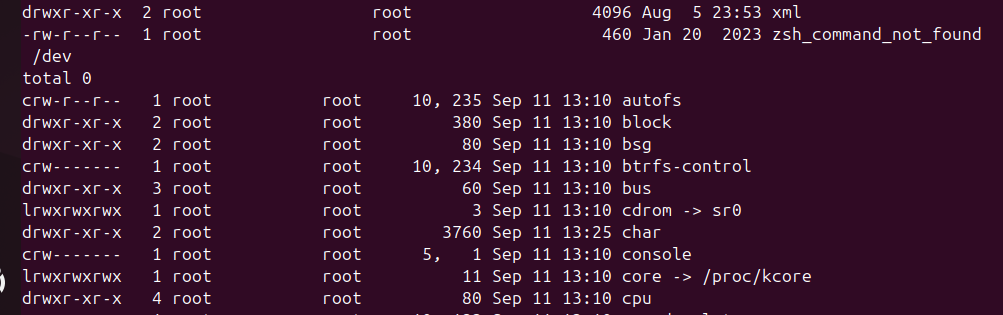 drwxr-xr-x 2 root root 4096 Aug 5 23:53 xml
-rw-r--r-- 1 root root 460 Jan 20 2023 zsh_command_not_found
/dev
total 0
crw-r--r-- 1 root root 10, 235 Sep 11 13:10 autofs
drwxr-xr-x 2 root root 380 Sep 11 13:10 block
drwxr-xr-x 2 root root 80 Sep 11 13:10 bsg
crw------- 1 root root 10, 234 Sep 11 13:10 btrfs-control
drwxr-xr-x 3 root root 60 Sep 11 13:10 bus
lrwxrwxrwx 1 root root 3 Sep 11 13:10 cdrom -> sr0
drwxr-xr-x 2 root root 3760 Sep 11 13:25 char
crw------- 1 root root 5, 1 Sep 11 13:10 console
lrwxrwxrwx 1 root root 11 Sep 11 13:10 core -> /proc/kcore
drwxr-xr-x 4 root root 80 Sep 11 13:10 cpu